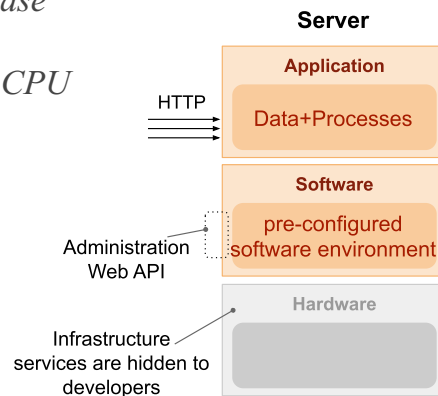 ase
CPU
Server
Application
HTTP
Data+Processes
Software
pre-configured
software environment
Administration
Web API
Hardware
Infrastructure
services are hidden to
developers